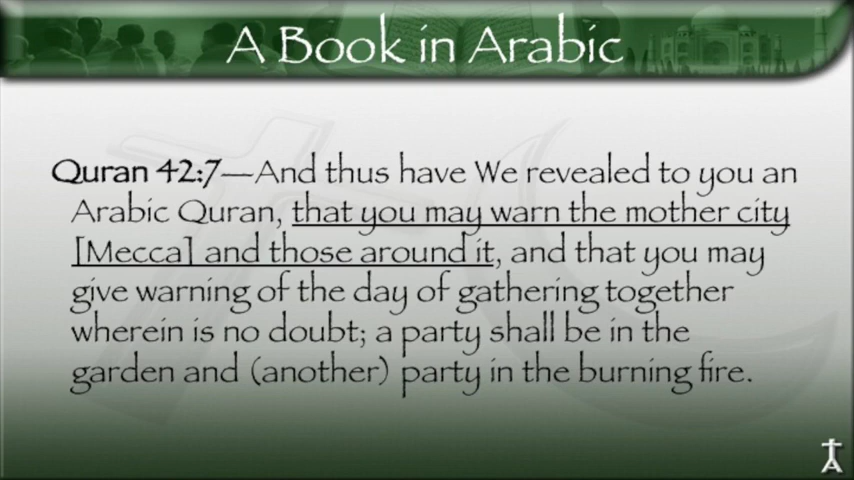 A Book in Arabic
Quran 42:7—And thus have We revealed to you an
Arabic Quran, that you may warn the mother city
[Mecca] and those around it, and that you may
give warning of the day of gathering together
wherein is no doubt; a party shall be in the
garden and (another) party in the burning fire.